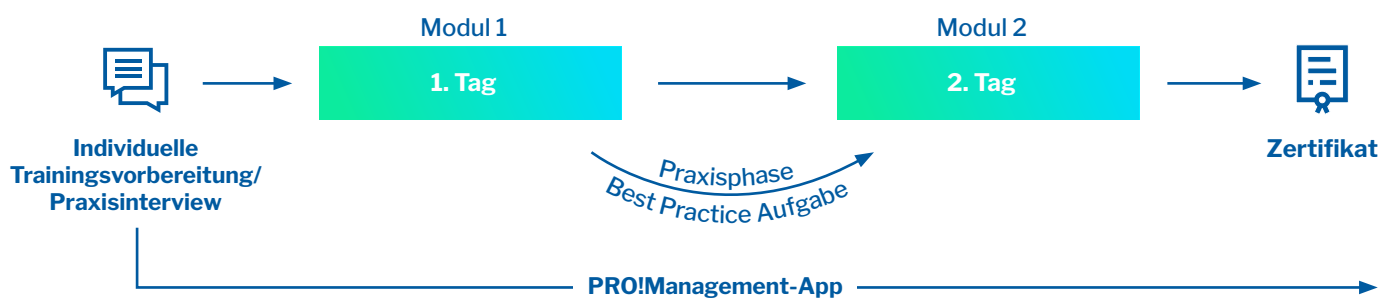 Modul 1
Modul 2
1. Tag
2. Tag
Individuelle
Trainingsvorbereitung/
Praxisinterview
Praxisphase
Best Practice Aufgabe
Zertifikat
PRO!Management-App